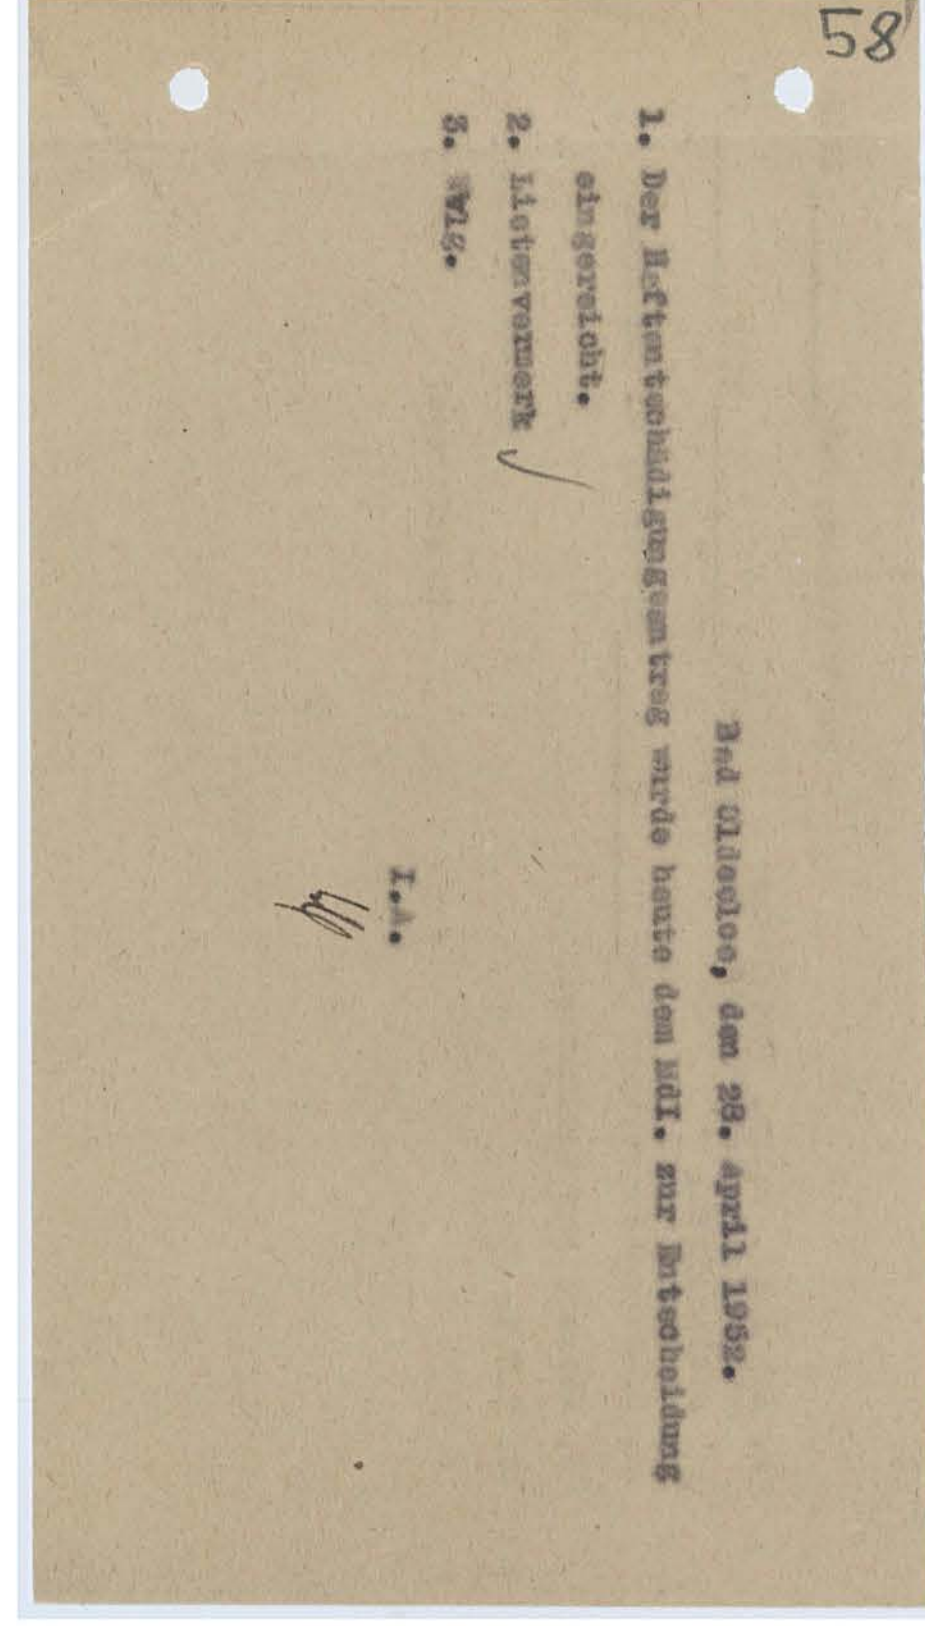 58
Bad Oldesloe, den 28. April 1952.
1. Der Haftentschädigungsantrag wurde heute dem MdI. zur Entscheidung
eingereicht.
2. Listenvermerk
3. Wvlg.
I.A.